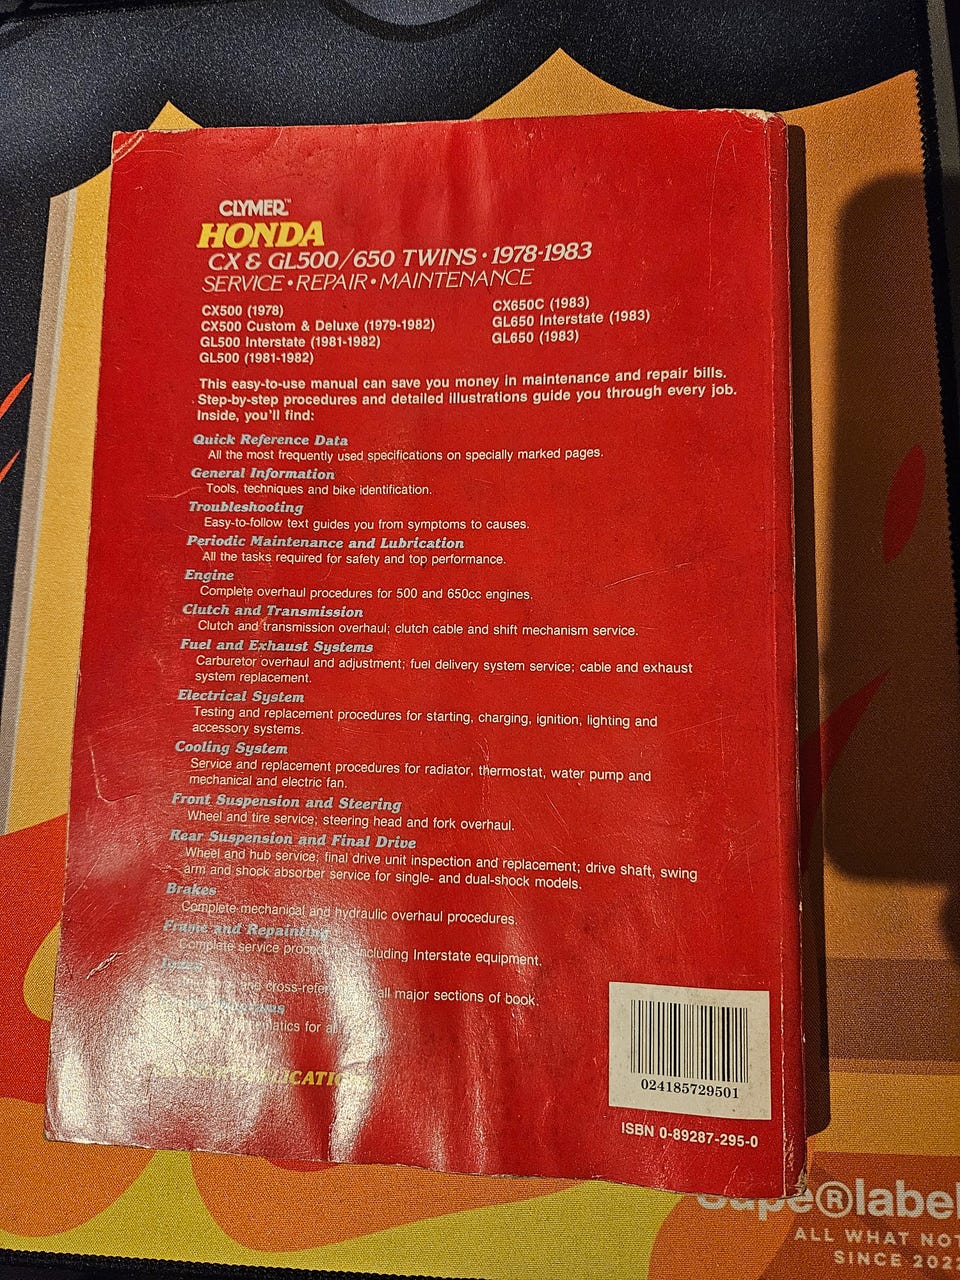 CLYMER™
HONDA
CX & GL500/650 TWINS • 1978-1983
SERVICE • REPAIR • MAINTENANCE
CX500 (1978)
CX500 Custom & Deluxe (1979-1982)
GL500 Interstate (1981-1982)
GL500 (1981-1982)
CX650C (1983)
GL650 Interstate (1983)
GL650 (1983)
This easy-to-use manual can save you money in maintenance and repair bills.
Step-by-step procedures and detailed illustrations guide you through every job.
Inside, you'll find:
Quick Reference Data
All the most frequently used specifications on specially marked pages.
General Information
Tools, techniques and bike identification.
Troubleshooting
Easy-to-follow text guides you from symptoms to causes.
Periodic Maintenance and Lubrication
All the tasks required for safety and top performance.
Engine
Complete overhaul procedures for 500 and 650cc engines.
Clutch and Transmission
Clutch and transmission overhaul; clutch cable and shift mechanism service.
Fuel and Exhaust Systems
Carburetor overhaul and adjustment; fuel delivery system service; cable and exhaust
system replacement.
Electrical System
Testing and replacement procedures for starting, charging, ignition, lighting and
accessory systems.
Cooling System
Service and replacement procedures for radiator, thermostat, water pump and
mechanical and electric fan.
Front Suspension and Steering
Wheel and tire service; steering head and fork overhaul.
Rear Suspension and Final Drive
Wheel and hub service; final drive unit inspection and replacement; drive shaft, swing
arm and shock absorber service for single- and dual-shock models.
Brakes
Complete mechanical and hydraulic overhaul procedures.
Frame and Repainting
Complete service including Interstate equipment.
and all major sections of book.
for
024185729501
ISBN 0-89287-295-0
ALL WHAT NOT
SINCE